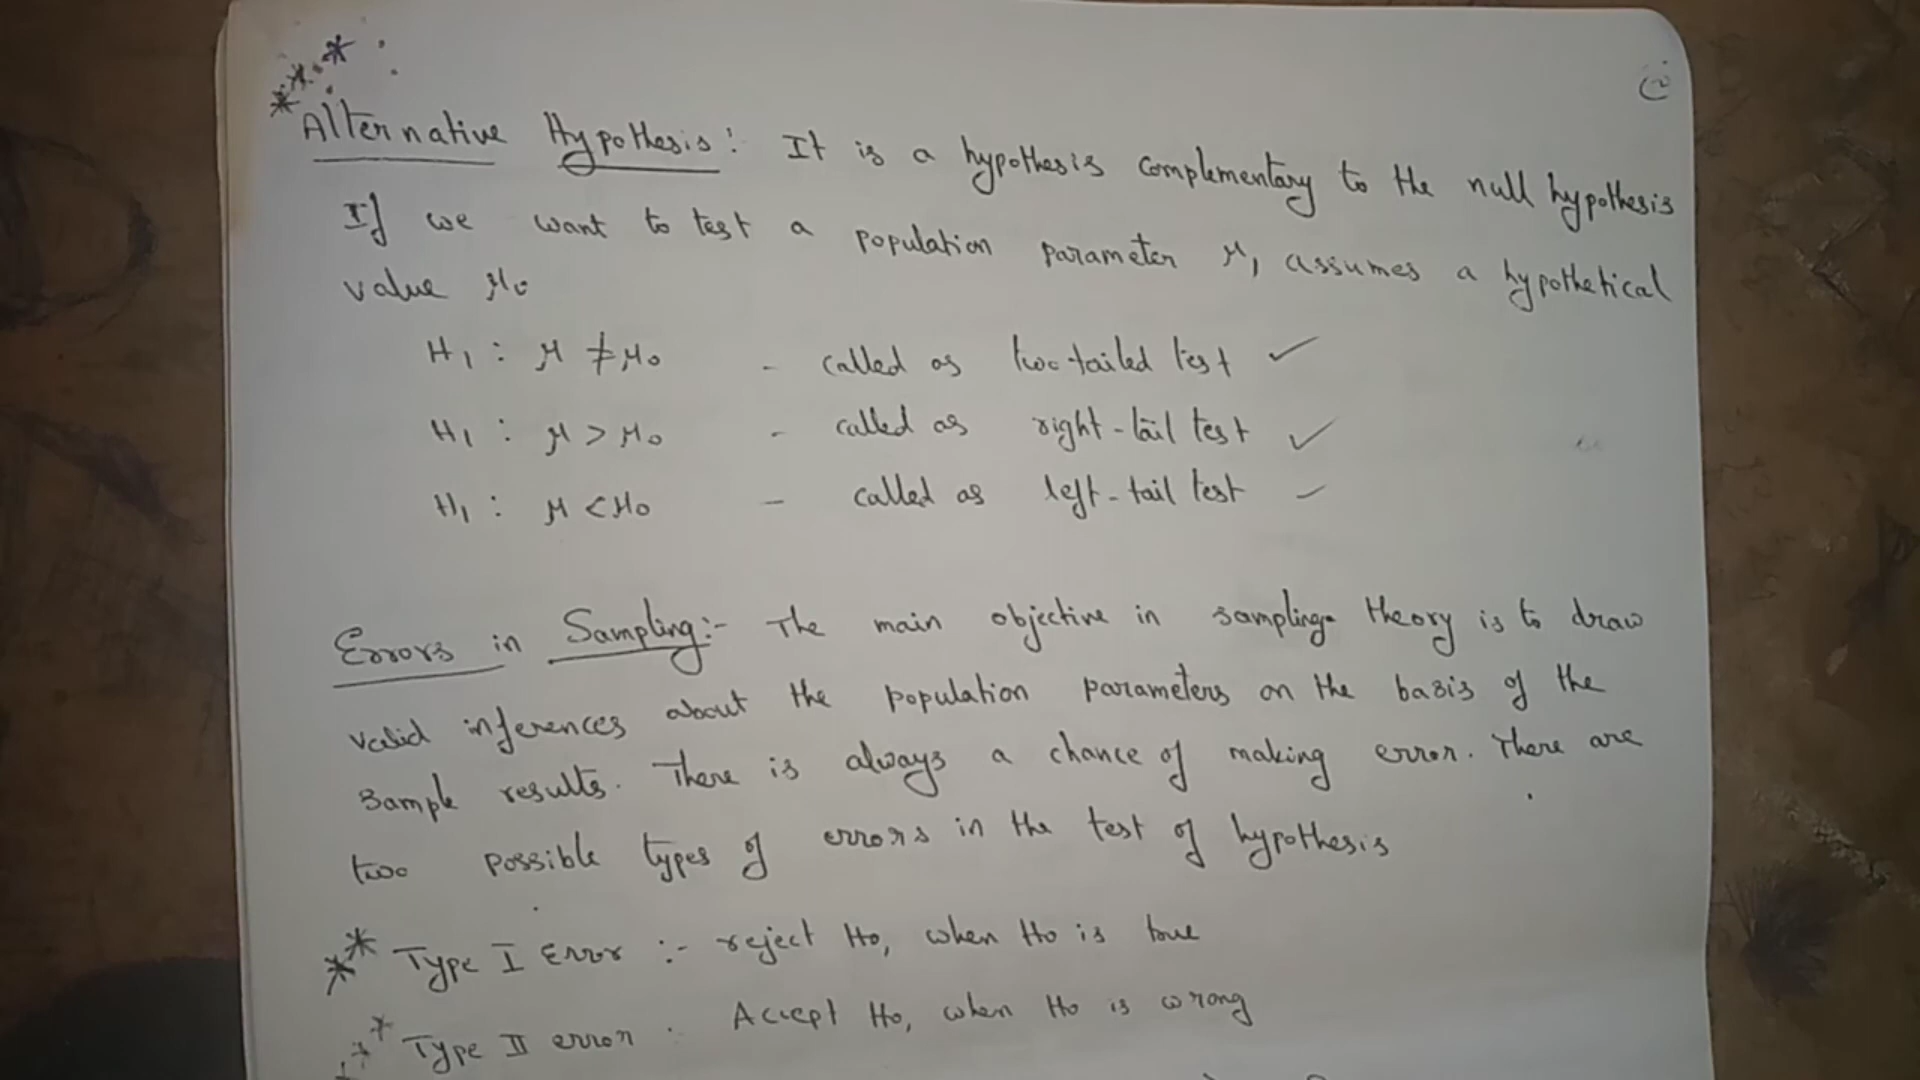 Alternative Hypothesis: It is a hypothesis complementary to the null hypothesis
If we want to test a population parameter μ, assumes a hypothetical
value μ0
H1 : μ ≠ μ0 - called as two tailed test ✓
H1 : μ > μ0 - called as right-tail test ✓
H1 : μ < μ0 - called as left-tail test
Errors in Sampling:- The main objective in sampling theory is to draw
valid inferences about the population parameters on the basis of the
sample results. There is always a chance of making error. There are
two possible types of errors in the test of hypothesis
** Type I Error :- reject H0, when H0 is true
** Type II error : Accept H0, when H0 is wrong